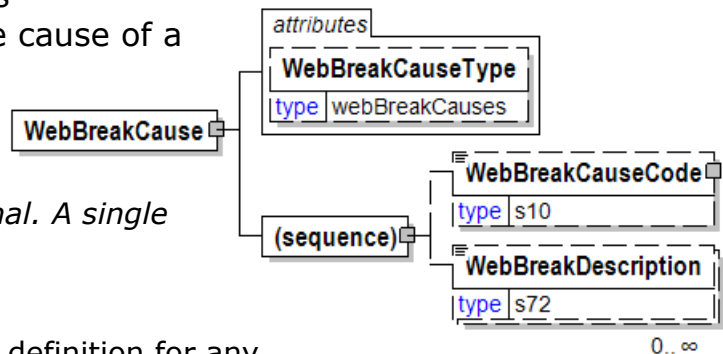 s
e cause of a
nal. A single
definition for any
attributes
WebBreakCauseType
type webBreakCauses
WebBreakCause
WebBreakCauseCode
type s10
(sequence)
WebBreakDescription
type s72
0..∞